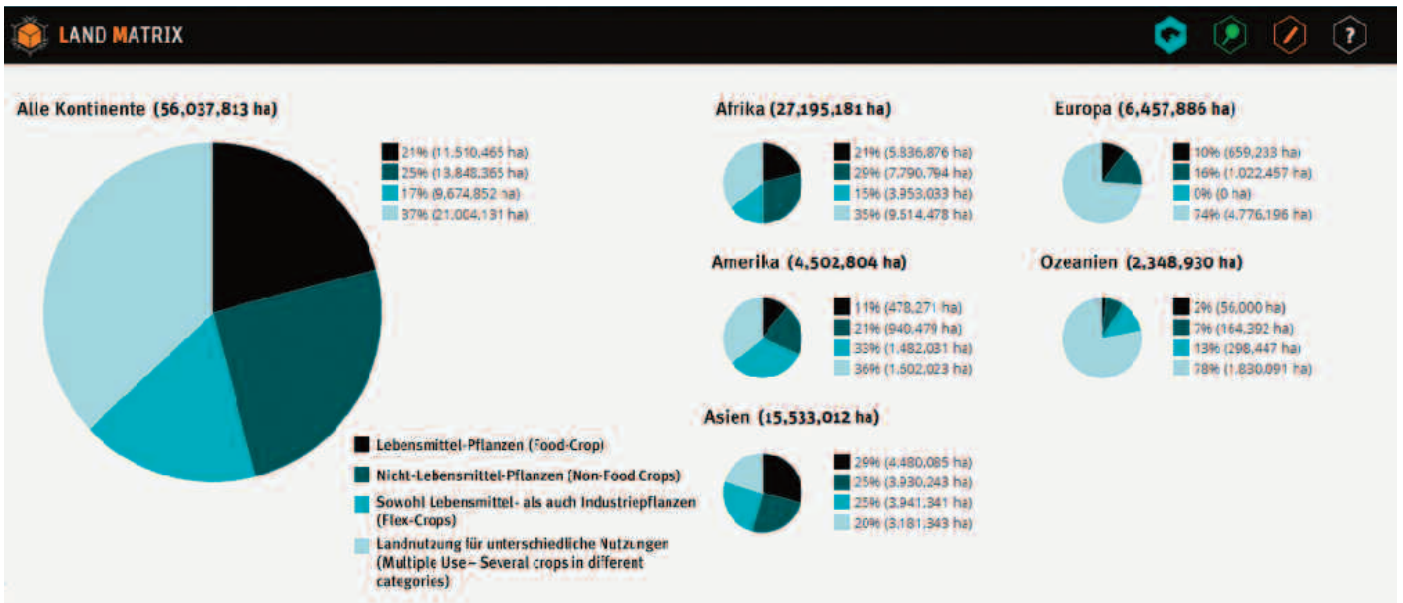 LAND MATRIX
?
Alle Kontinente (56,037,813 ha)
21% (11,510,465 ha)
25% (13,848,365 ha)
17% (9,674,852 ha)
37% (21,004,131 ha)
Lebensmittel-Pflanzen (Food-Crop)
Nicht-Lebensmittel-Pflanzen (Non-Food Crops)
Sowohl Lebensmittel- als auch Industriepflanzen
(Flex-Crops)
Landnutzung für unterschiedliche Nutzungen
(Multiple Use – Several crops in different
categories)
Afrika (27,195,181 ha)
21% (5,836,876 ha)
29% (7,790,794 ha)
15% (3,953,033 ha)
35% (9,614,478 ha)
Europa (6,457,886 ha)
10% (659,233 ha)
16% (1,022,457 ha)
0% (0 ha)
74% (4,776,196 ha)
Amerika (4,502,804 ha)
11% (478,271 ha)
21% (940,479 ha)
33% (1,482,031 ha)
36% (1,602,023 ha)
Ozeanien (2,348,930 ha)
2% (56,000 ha)
7% (164,392 ha)
13% (298,447 ha)
78% (1,830,091 ha)
Asien (15,533,012 ha)
29% (4,480,085 ha)
25% (3,930,243 ha)
25% (3,941,341 ha)
20% (3,181,343 ha)